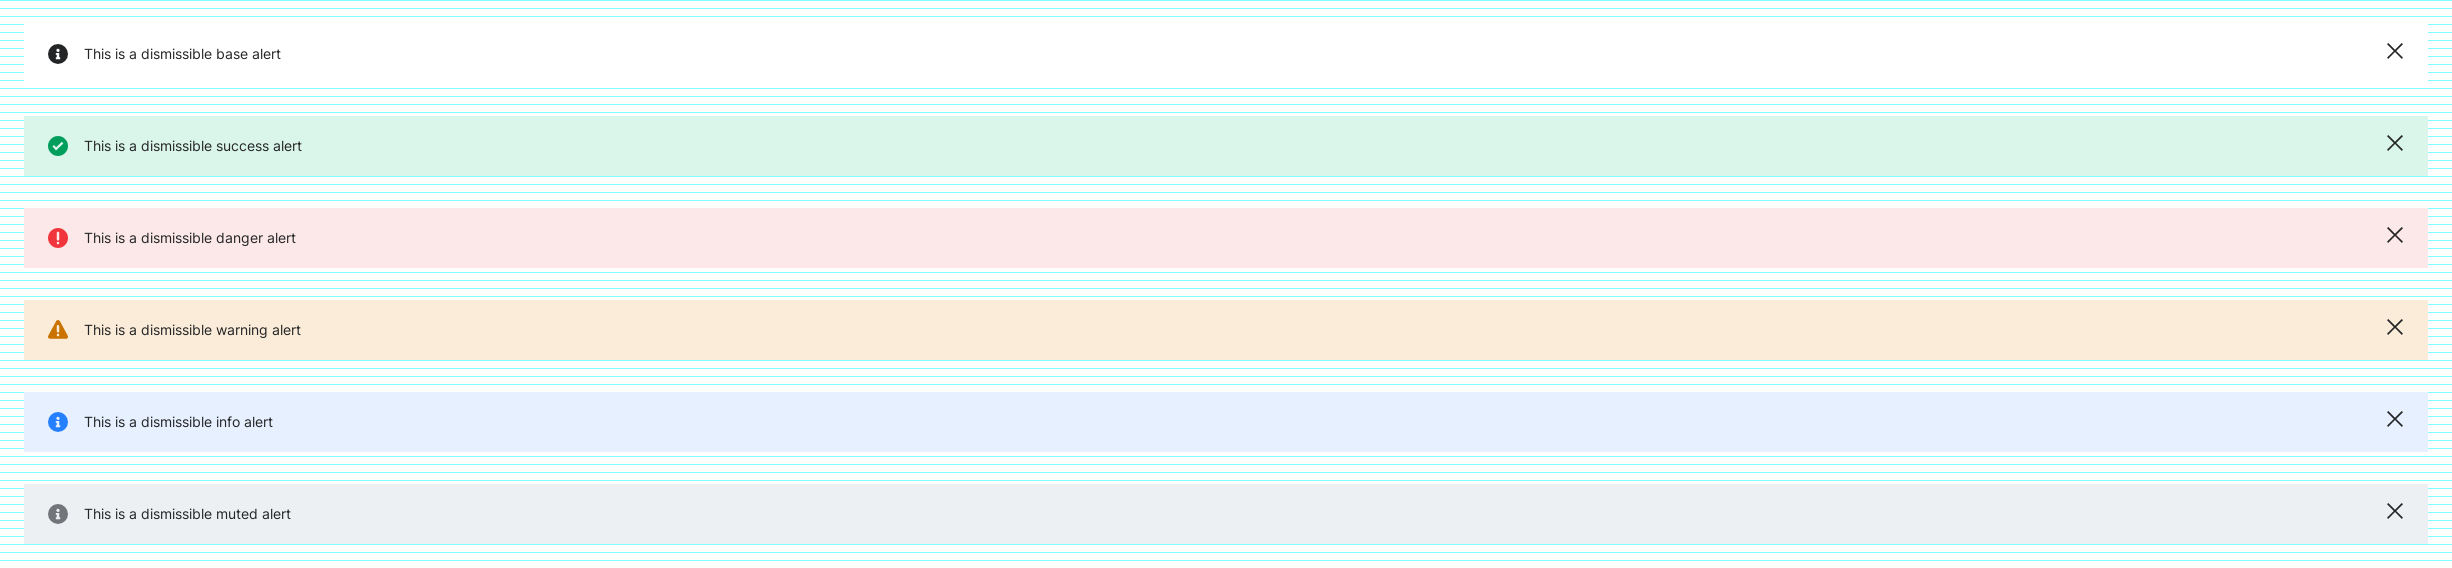 This is a dismissible base alert
This is a dismissible success alert
This is a dismissible danger alert
This is a dismissible warning alert
This is a dismissible info alert
This is a dismissible muted alert